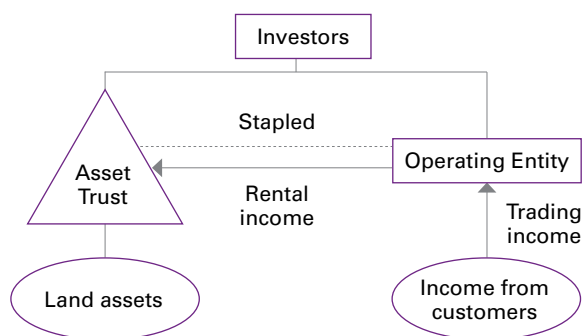 Investors
Stapled
Asset
Trust
Operating Entity
Rental
income
Trading
income
Land assets
Income from
customers